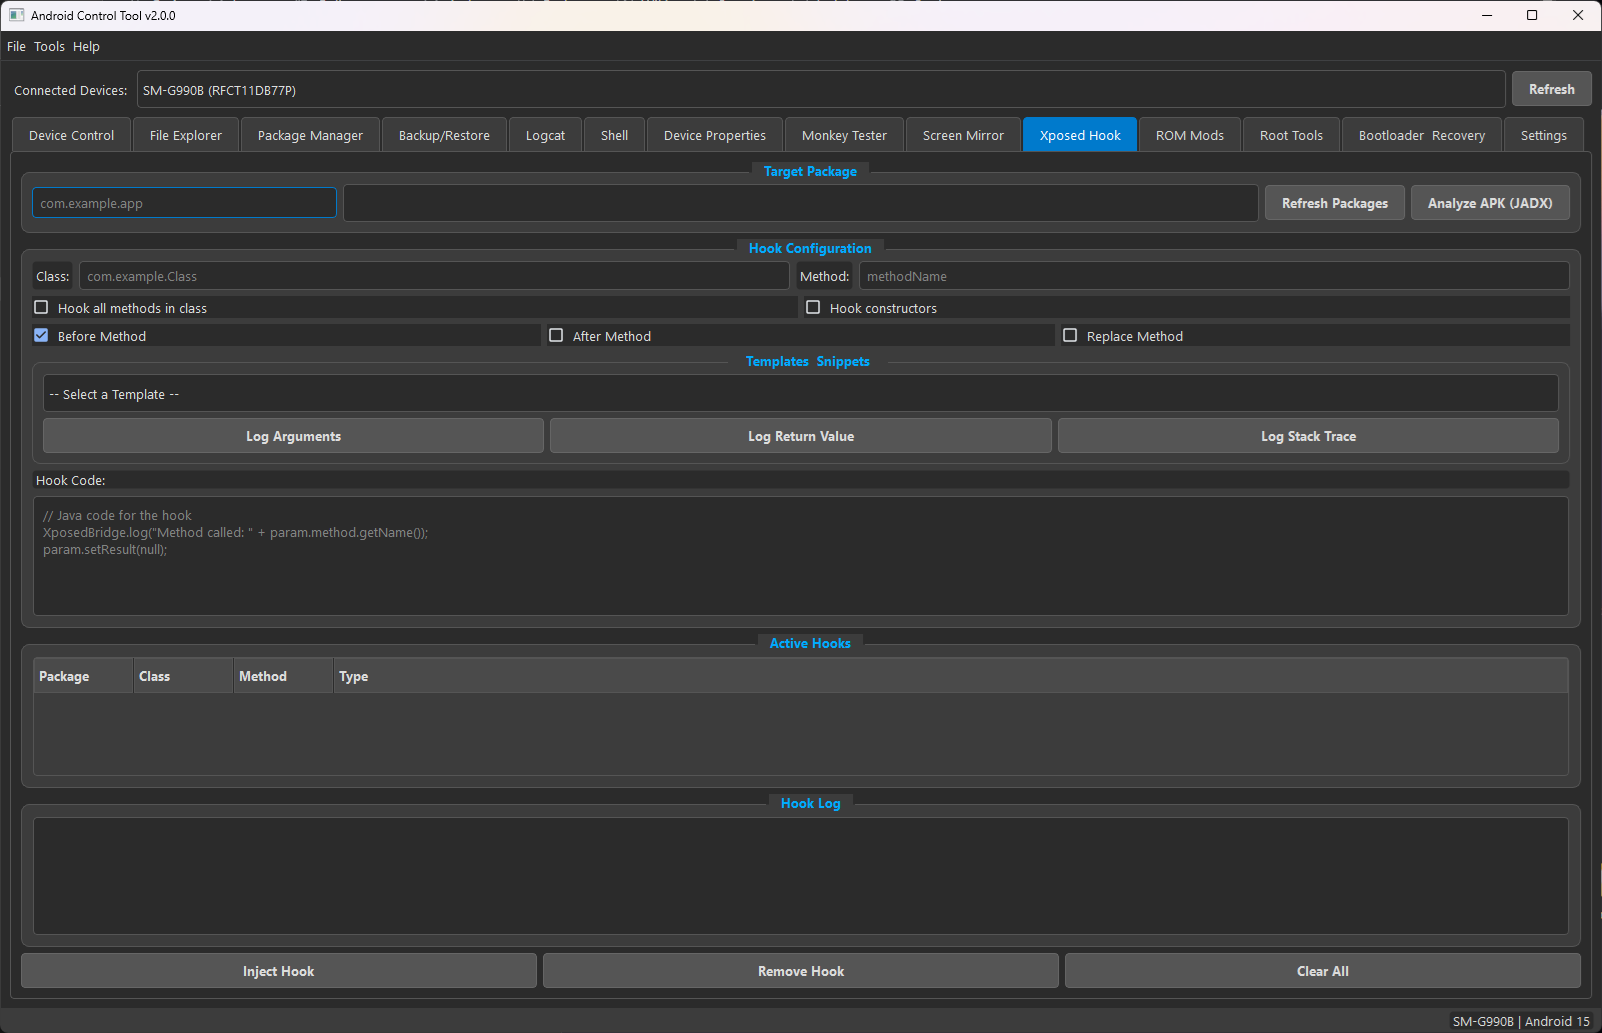 Android Control Tool v2.0.0
File Tools Help
Connected Devices: SM-G990B (RFCT11DB77P) Refresh
Device Control File Explorer Package Manager Backup/Restore Logcat Shell Device Properties Monkey Tester Screen Mirror Xposed Hook ROM Mods Root Tools Bootloader Recovery Settings
Target Package
com.example.app Refresh Packages Analyze APK (JADX)
Hook Configuration
Class: com.example.Class Method: methodName
Hook all methods in class Hook constructors
Before Method After Method Replace Method
Templates Snippets
-- Select a Template --
Log Arguments Log Return Value Log Stack Trace
Hook Code:
// Java code for the hook
XposedBridge.log("Method called: " + param.method.getName());
param.setResult(null);
Active Hooks
Package Class Method Type
Hook Log
Inject Hook Remove Hook Clear All
SM-G990B | Android 15